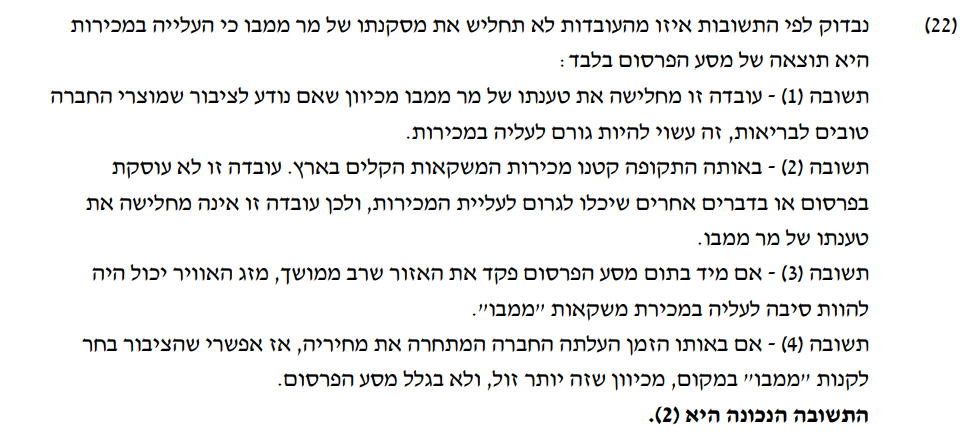 (22) נבדוק לפי התשובות איזו מהעובדות לא תחליש את מסקנתו של מר ממבו כי העלייה במכירות
היא תוצאה של מסע הפרסום בלבד:
תשובה (1) - עובדה זו מחלישה את טענתו של מר ממבו מכיוון שאם נודע לציבור שמוצרי החברה
טובים לבריאות, זה עשוי להיות גורם לעליה במכירות.
תשובה (2) - באותה התקופה קטנו מכירות המשקאות הקלים בארץ. עובדה זו לא עוסקת
בפרסום או בדברים אחרים שיכלו לגרום לעליית המכירות, ולכן עובדה זו אינה מחלישה את
טענתו של מר ממבו.
תשובה (3) - אם מיד בתום מסע הפרסום פקד את האזור שרב ממושך, מזג האוויר יכול היה
להוות סיבה לעליה במכירת משקאות "ממבו".
תשובה (4) - אם באותו הזמן העלתה החברה המתחרה את מחיריה, אז אפשרי שהציבור בחר
לקנות "ממבו" במקום, מכיוון שזה יותר זול, ולא בגלל מסע הפרסום.
התשובה הנכונה היא (2).